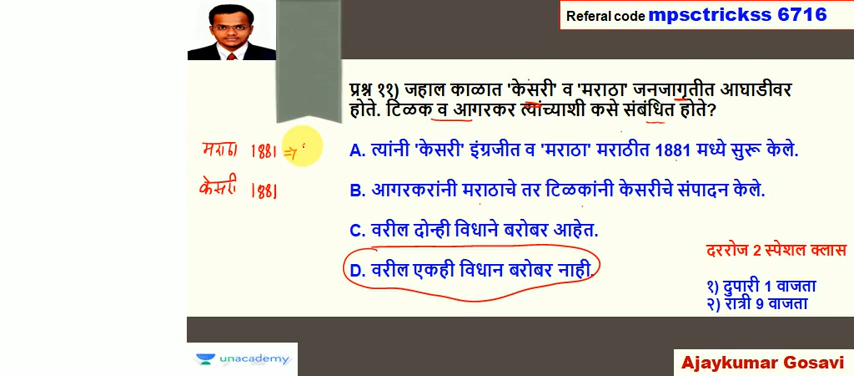 Referal code mpsctrickss 6716
प्रश्न ११) जहाल काळात 'केसरी' व 'मराठा' जनजागृतीत आघाडीवर
होते. टिळक व आगरकर त्यांच्याशी कसे संबंधित होते?
मराठा 1881 ⇒
A. त्यांनी 'केसरी' इंग्रजीत व 'मराठा' मराठीत 1881 मध्ये सुरू केले.
केसरी 1881
B. आगरकरांनी मराठाचे तर टिळकांनी केसरीचे संपादन केले.
C. वरील दोन्ही विधाने बरोबर आहेत.
D. वरील एकही विधान बरोबर नाही.
दररोज 2 स्पेशल क्लास
१) दुपारी 1 वाजता
२) रात्री 9 वाजता
unacademy
Ajaykumar Gosavi